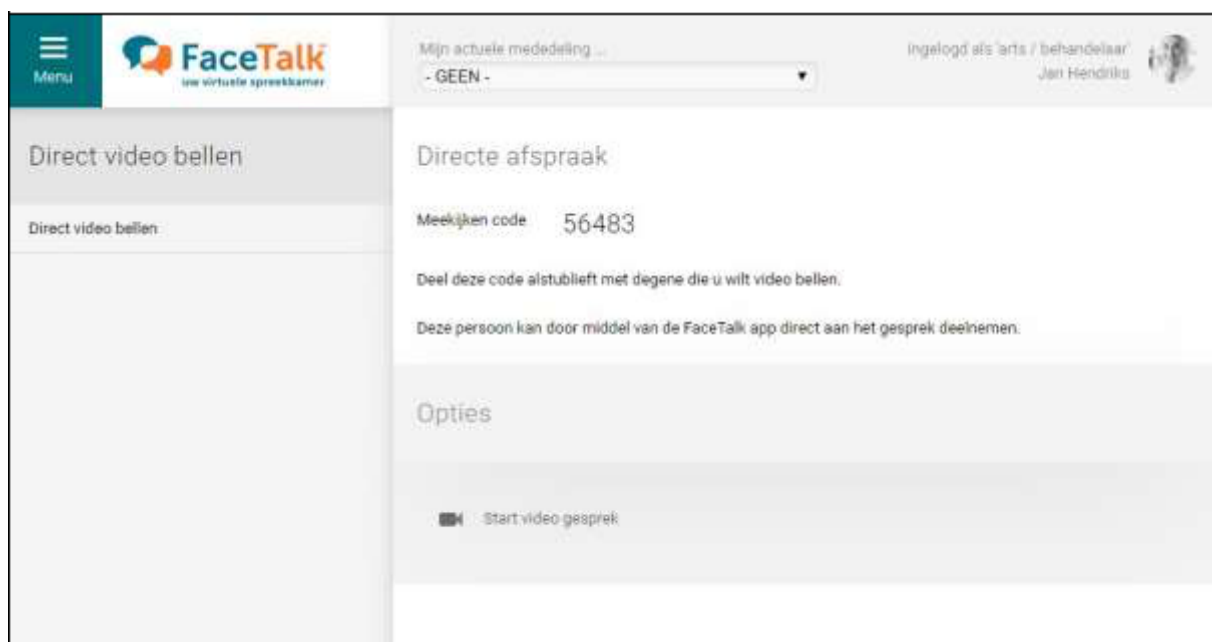 Menu
FaceTalk
uw virtuele spreekkamer
Mijn actuele mededeling ...
- GEEN -
Ingelogd als 'arts / behandelaar'
Jan Hendriks
Direct video bellen
Direct video bellen
Directe afspraak
Meekijken code 56483
Deel deze code alstublieft met degene die u wilt video bellen.
Deze persoon kan door middel van de FaceTalk app direct aan het gesprek deelnemen.
Opties
Start video gesprek